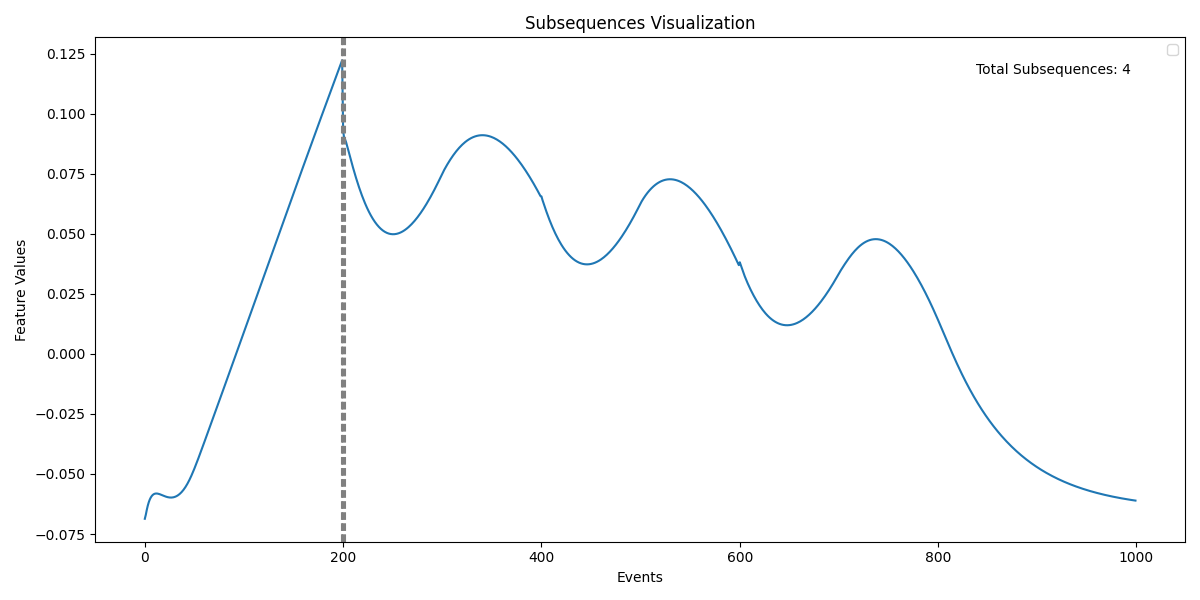 Subsequences Visualization
Total Subsequences: 4
Feature Values
0.125
0.100
0.075
0.050
0.025
0.000
−0.025
−0.050
−0.075
0 200 400 600 800 1000
Events